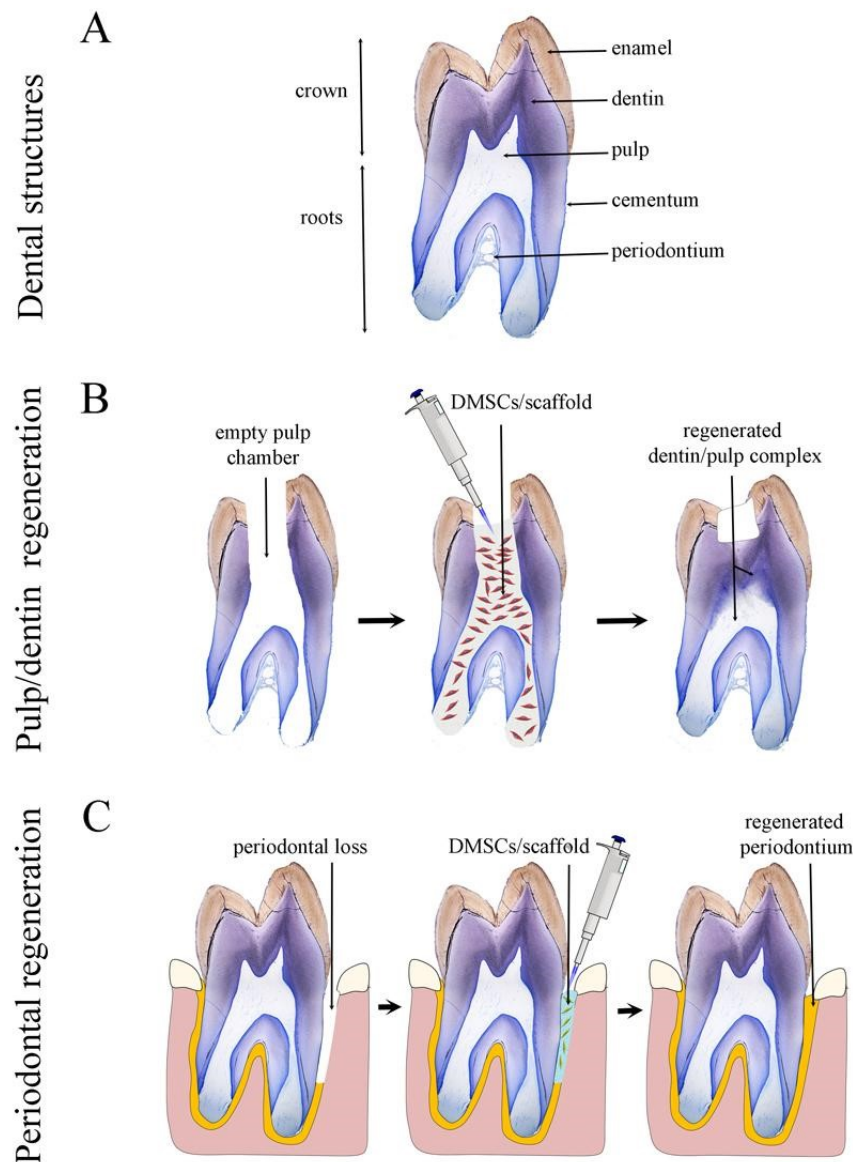 A
Dental structures
crown
roots
enamel
dentin
pulp
cementum
periodontium
B
Pulp/dentin regeneration
empty pulp
chamber
DMSCs/scaffold
regenerated
dentin/pulp complex
C
Periodontal regeneration
periodontal loss
DMSCs/scaffold
regenerated
periodontium